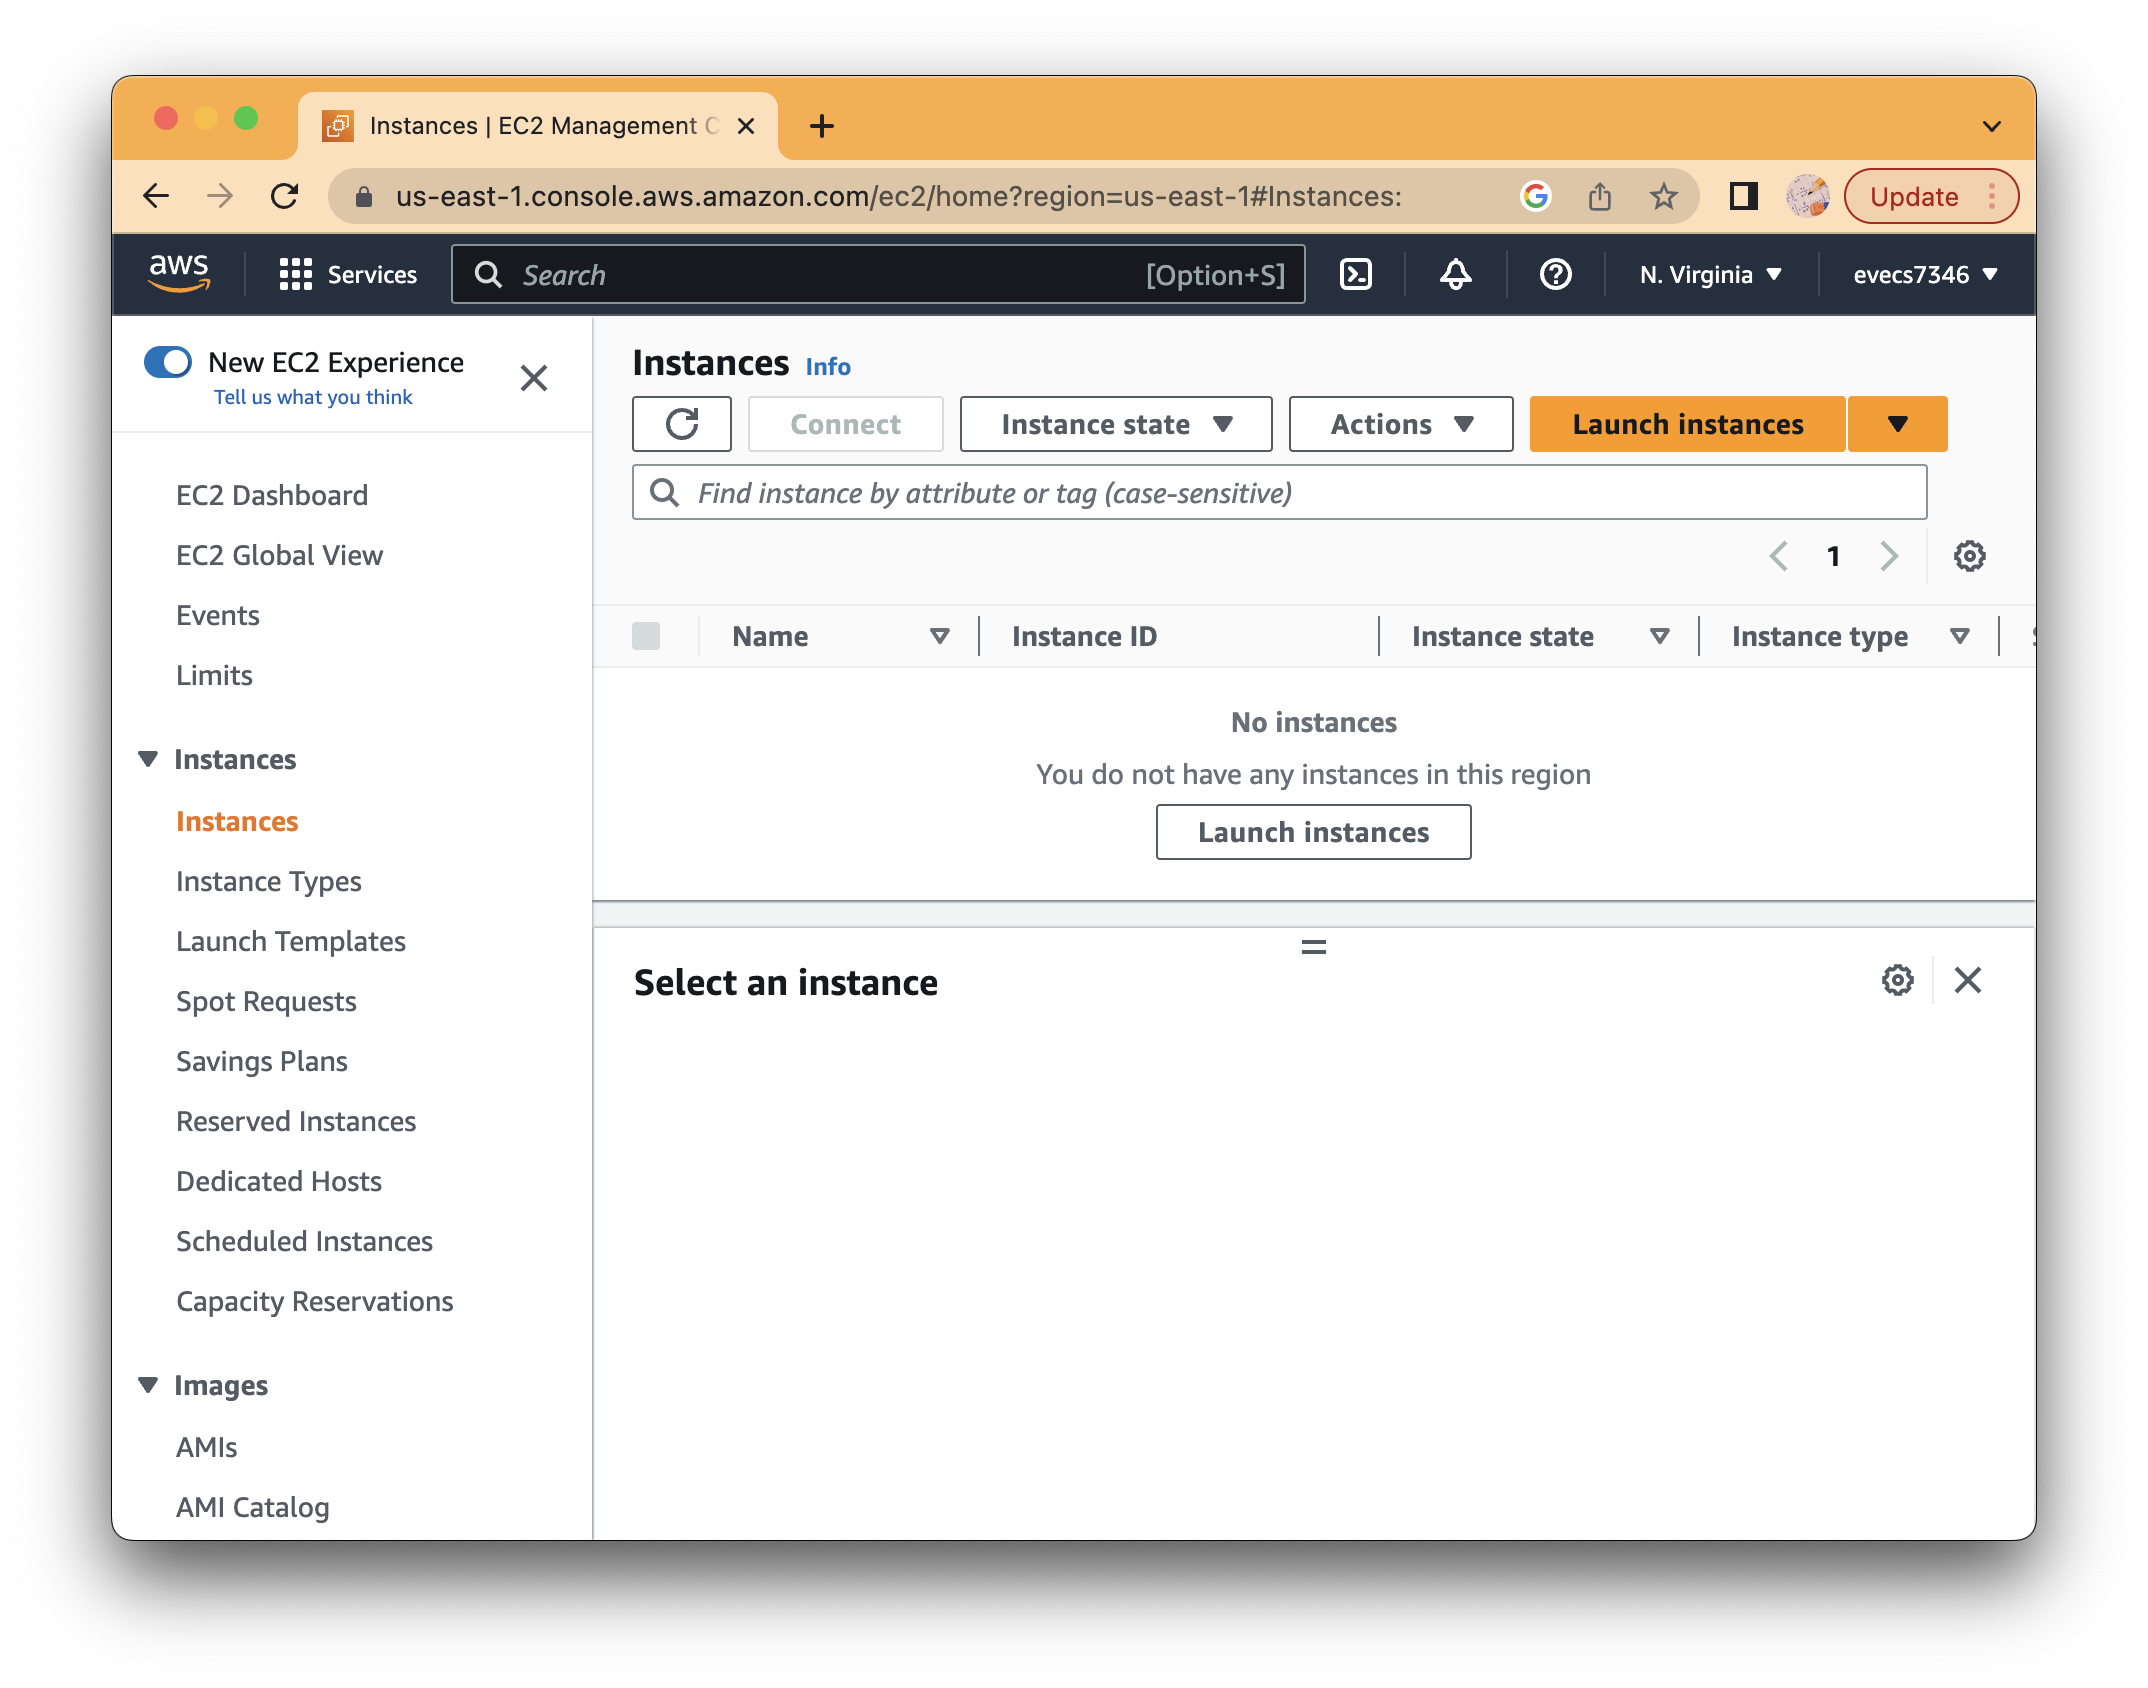 Instances | EC2 Management C
us-east-1.console.aws.amazon.com/ec2/home?region=us-east-1#Instances:
Update
aws
Services
Search
[Option+S]
N. Virginia
evecs7346
New EC2 Experience
Tell us what you think
EC2 Dashboard
EC2 Global View
Events
Limits
Instances
Instances
Instance Types
Launch Templates
Spot Requests
Savings Plans
Reserved Instances
Dedicated Hosts
Scheduled Instances
Capacity Reservations
Images
AMIs
AMI Catalog
Instances Info
Connect
Instance state
Actions
Launch instances
Find instance by attribute or tag (case-sensitive)
1
Name
Instance ID
Instance state
Instance type
No instances
You do not have any instances in this region
Launch instances
Select an instance